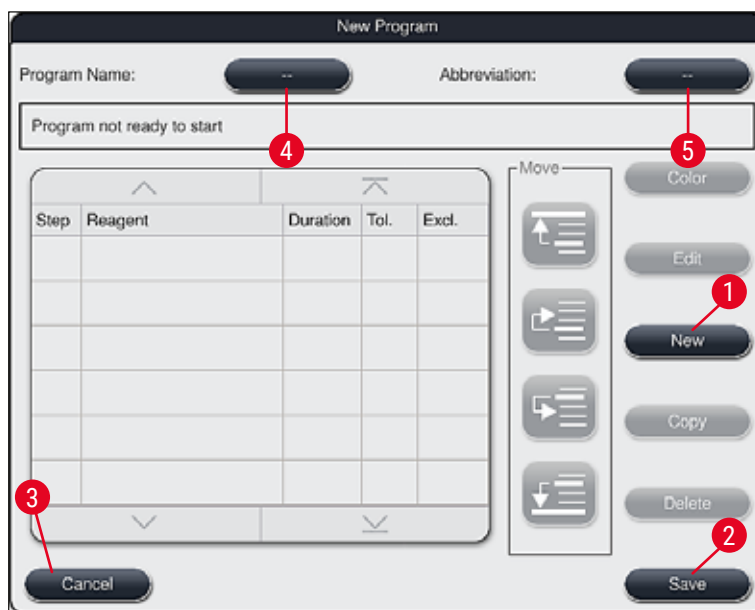 New Program
Program Name: -- Abbreviation: --
4 5
Program not ready to start
Move
Color
Step Reagent Duration Tol. Excl.
Edit
1
New
Copy
3
Delete
2
Cancel Save